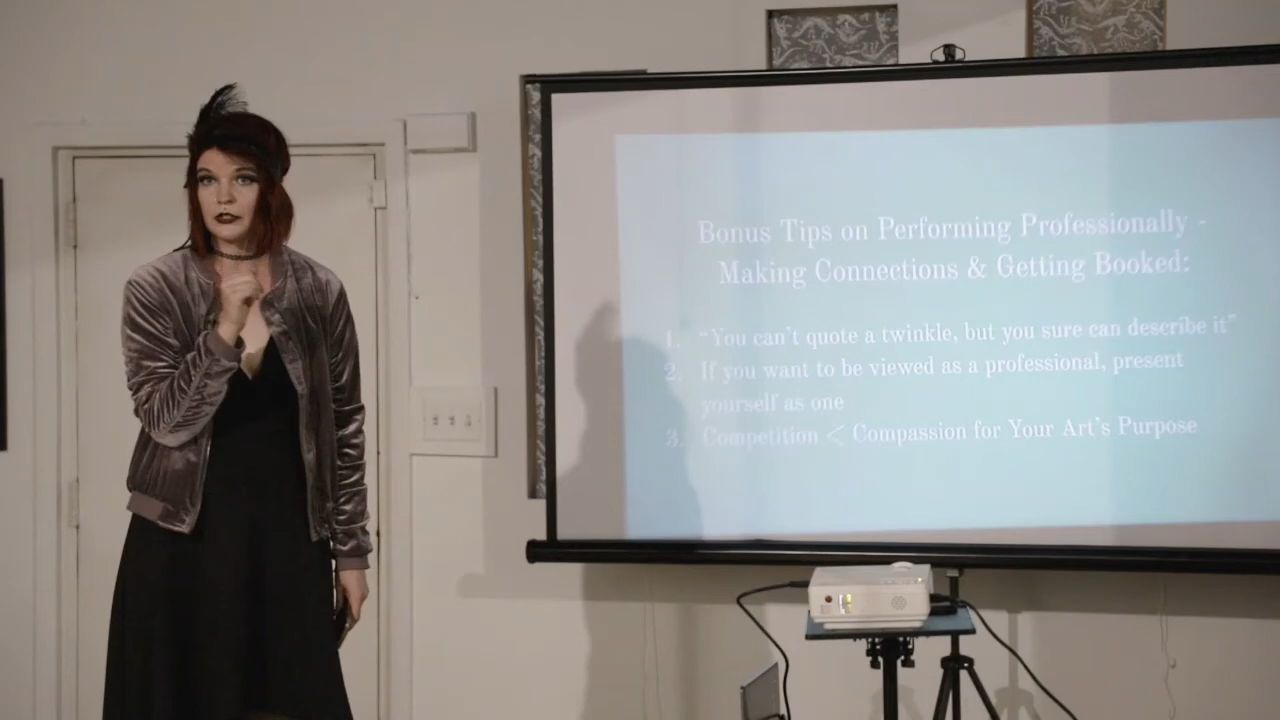 Bonus Tips on Performing Professionally -
Making Connections & Getting Booked:
1. "You can't quote a twinkle, but you sure can describe it"
2. If you want to be viewed as a professional, present
yourself as one
3. Competition < Compassion for Your Art's Purpose